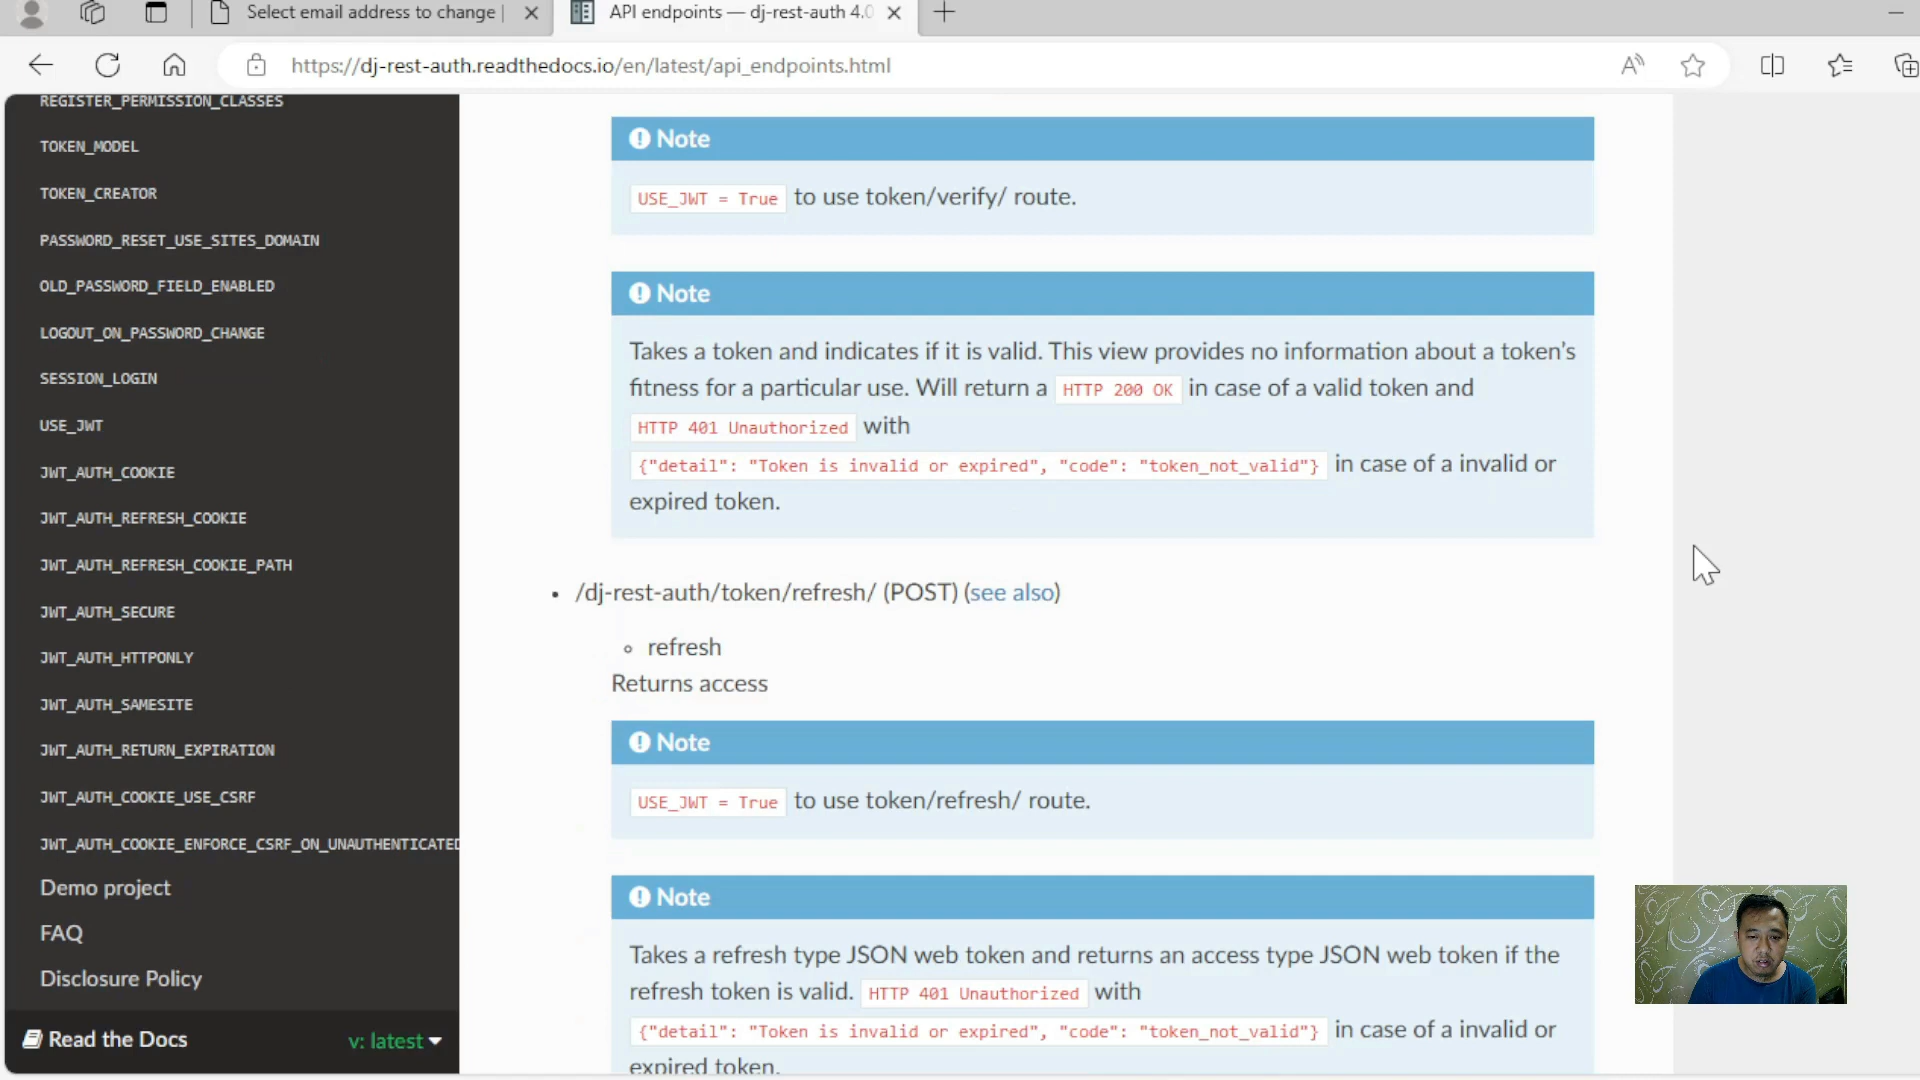 Select email address to change |
API endpoints — dj-rest-auth 4.0
https://dj-rest-auth.readthedocs.io/en/latest/api_endpoints.html
REGISTER_PERMISSION_CLASSES
TOKEN_MODEL
TOKEN_CREATOR
PASSWORD_RESET_USE_SITES_DOMAIN
OLD_PASSWORD_FIELD_ENABLED
LOGOUT_ON_PASSWORD_CHANGE
SESSION_LOGIN
USE_JWT
JWT_AUTH_COOKIE
JWT_AUTH_REFRESH_COOKIE
JWT_AUTH_REFRESH_COOKIE_PATH
JWT_AUTH_SECURE
JWT_AUTH_HTTPONLY
JWT_AUTH_SAMESITE
JWT_AUTH_RETURN_EXPIRATION
JWT_AUTH_COOKIE_USE_CSRF
JWT_AUTH_COOKIE_ENFORCE_CSRF_ON_UNAUTHENTICATED
Demo project
FAQ
Disclosure Policy
Read the Docs
v: latest
Note
USE_JWT = True to use token/verify/ route.
Note
Takes a token and indicates if it is valid. This view provides no information about a token's
fitness for a particular use. Will return a HTTP 200 OK in case of a valid token and
HTTP 401 Unauthorized with
{"detail": "Token is invalid or expired", "code": "token_not_valid"} in case of a invalid or
expired token.
• /dj-rest-auth/token/refresh/ (POST) (see also)
◦ refresh
Returns access
Note
USE_JWT = True to use token/refresh/ route.
Note
Takes a refresh type JSON web token and returns an access type JSON web token if the
refresh token is valid. HTTP 401 Unauthorized with
{"detail": "Token is invalid or expired", "code": "token_not_valid"} in case of a invalid or
expired token.